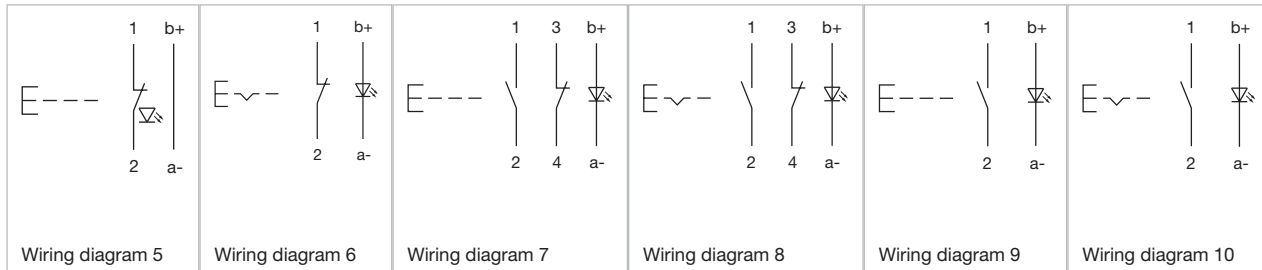 1 b+
2 a-
Wiring diagram 5
1 b+
2 a-
Wiring diagram 6
1 3 b+
2 4 a-
Wiring diagram 7
1 3 b+
2 4 a-
Wiring diagram 8
1 b+
2 a-
Wiring diagram 9
1 b+
2 a-
Wiring diagram 10